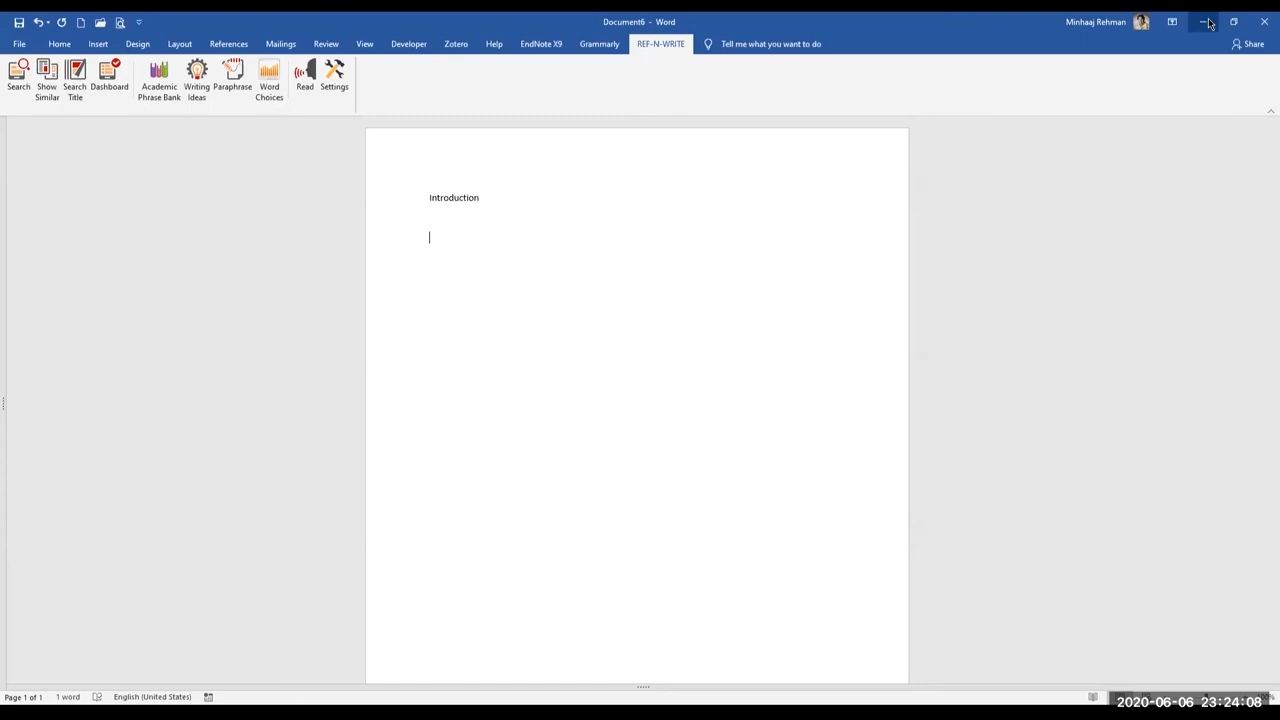 Document6 - Word
Minhaaj Rehman
File Home Insert Design Layout References Mailings Review View Developer Zotero Help EndNote X9 Grammarly REF-N-WRITE Tell me what you want to do Share
Search Show Similar Search Title Dashboard Academic Phrase Bank Writing Ideas Paraphrase Word Choices Read Settings
Introduction
Page 1 of 1 1 word English (United States)
2020-06-06 23:24:08